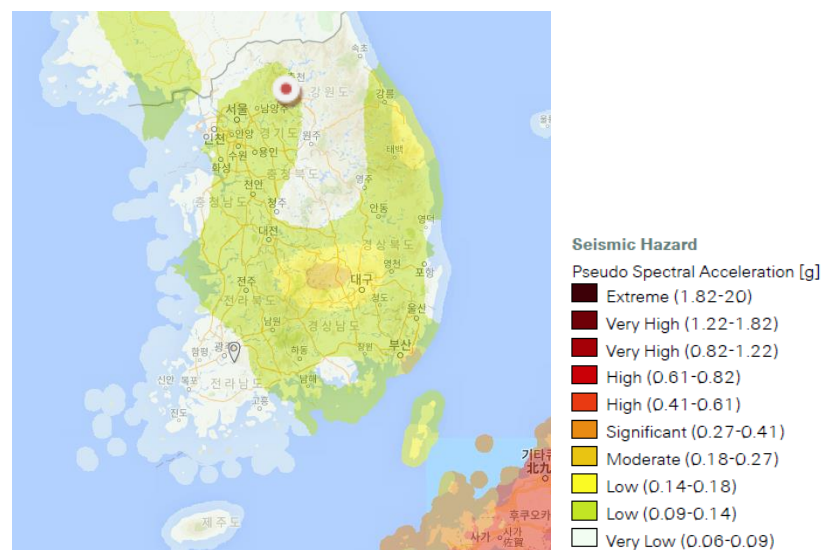 속초
춘천
강원도
강릉
서울
남양주
인천
안양
경기도
원주
수원
용인
태백
화성
충청북도
천안
영주
충청남도
청주
안동
영덕
대전
경상북도
전주
대구
영천
포항
청도
전라북도
울산
남원
경상남도
함평
광주
하동
창원
부산
신안
목포
전라남도
남해
고흥
진도
제주도
기타큐
北九
후쿠오카
사가
사가
佐賀
Seismic Hazard
Pseudo Spectral Acceleration [g]
Extreme (1.82-20)
Very High (1.22-1.82)
Very High (0.82-1.22)
High (0.61-0.82)
High (0.41-0.61)
Significant (0.27-0.41)
Moderate (0.18-0.27)
Low (0.14-0.18)
Low (0.09-0.14)
Very Low (0.06-0.09)